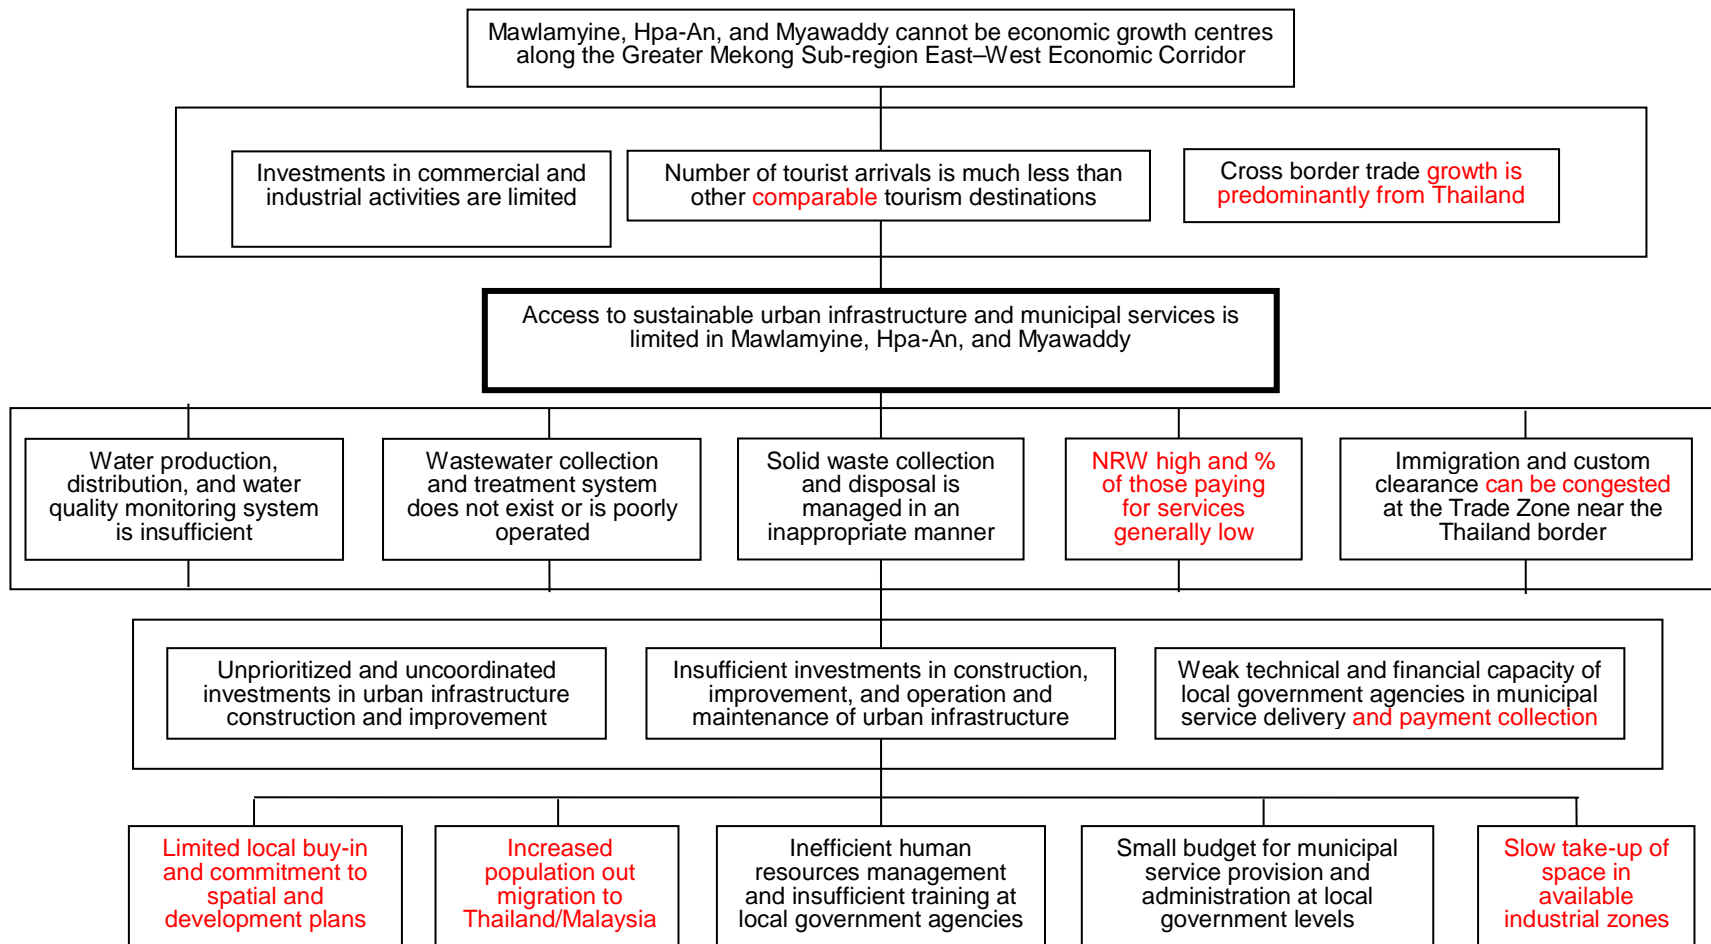 Mawlamyine, Hpa-An, and Myawaddy cannot be economic growth centres
along the Greater Mekong Sub-region East–West Economic Corridor
Investments in commercial and
industrial activities are limited
Number of tourist arrivals is much less than
other comparable tourism destinations
Cross border trade growth is
predominantly from Thailand
Access to sustainable urban infrastructure and municipal services is
limited in Mawlamyine, Hpa-An, and Myawaddy
Water production,
distribution, and water
quality monitoring system
is insufficient
Wastewater collection
and treatment system
does not exist or is poorly
operated
Solid waste collection
and disposal is
managed in an
inappropriate manner
NRW high and %
of those paying
for services
generally low
Immigration and custom
clearance can be congested
at the Trade Zone near the
Thailand border
Unprioritized and uncoordinated
investments in urban infrastructure
construction and improvement
Insufficient investments in construction,
improvement, and operation and
maintenance of urban infrastructure
Weak technical and financial capacity of
local government agencies in municipal
service delivery and payment collection
Limited local buy-in
and commitment to
spatial and
development plans
Increased
population out
migration to
Thailand/Malaysia
Inefficient human
resources management
and insufficient training at
local government agencies
Small budget for municipal
service provision and
administration at local
government levels
Slow take-up of
space in
available
industrial zones